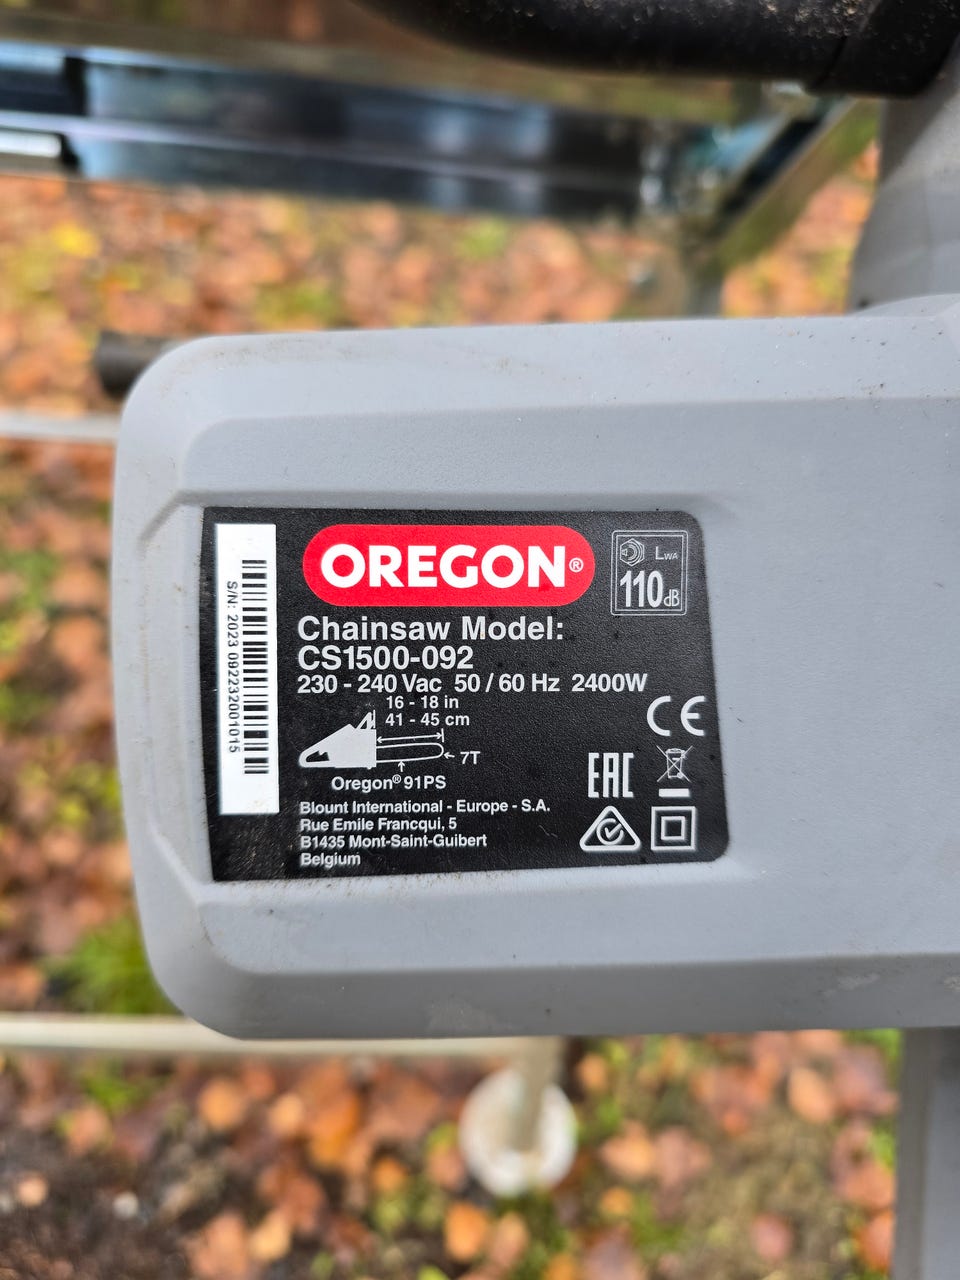 OREGON®
LWA
110dB
Chainsaw Model:
CS1500-092
230 - 240 Vac 50 / 60 Hz 2400W
16 - 18 in
41 - 45 cm
7T
Oregon® 91PS
Blount International - Europe - S.A.
Rue Emile Francqui, 5
B1435 Mont-Saint-Guibert
Belgium
CE
EAC
S/N: 2023 092232001015